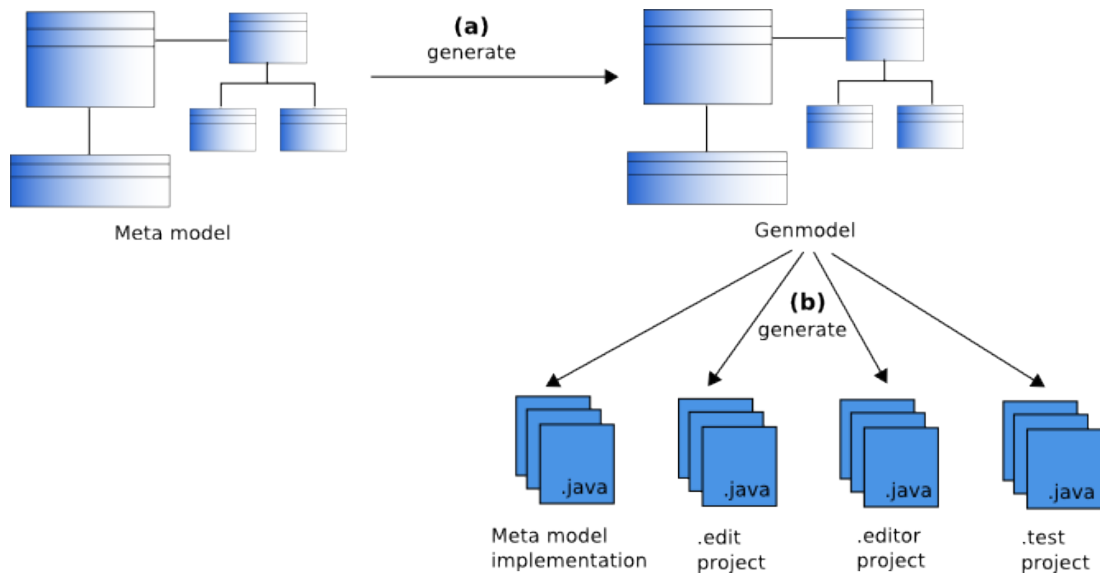 (a)
generate
Meta model
Genmodel
(b)
generate
.java
.java
.java
.java
Meta model
implementation
.edit
project
.editor
project
.test
project